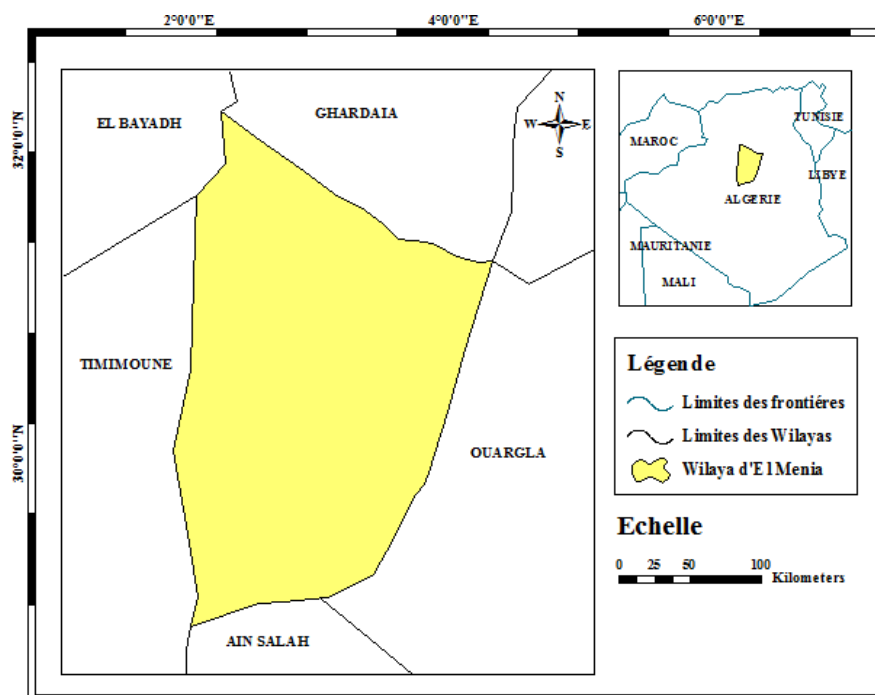 2°0'0"E
4°0'0"E
6°0'0"E
32°0'0"N
30°0'0"N
EL BAYADH
GHARDAIA
N
W E
S
TIMIMOUNE
OUARGLA
AIN SALAH
MAROC
TUNISIE
LIBYE
ALGERIE
MAURITANIE
MALI
Légende
Limites des frontiéres
Limites des Wilayas
Wilaya d'El Menia
Echelle
0 25 50 100
Kilometers